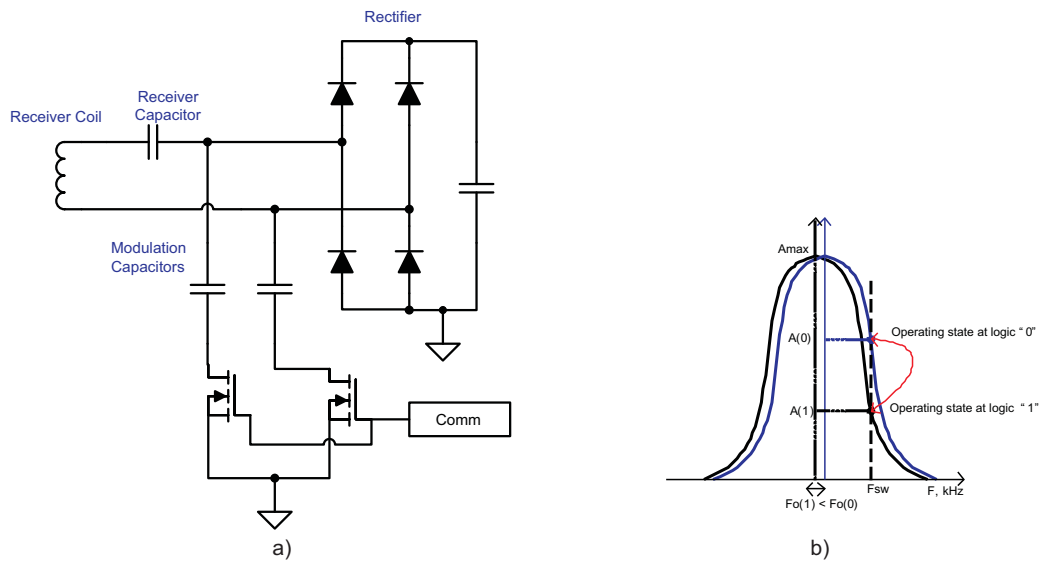 Rectifier
Receiver
Capacitor
Receiver Coil
Modulation
Capacitors
Comm
a)
Amax
A(0)
Operating state at logic “ 0”
A(1)
Operating state at logic “ 1”
Fsw
F, kHz
Fo(1) < Fo(0)
b)